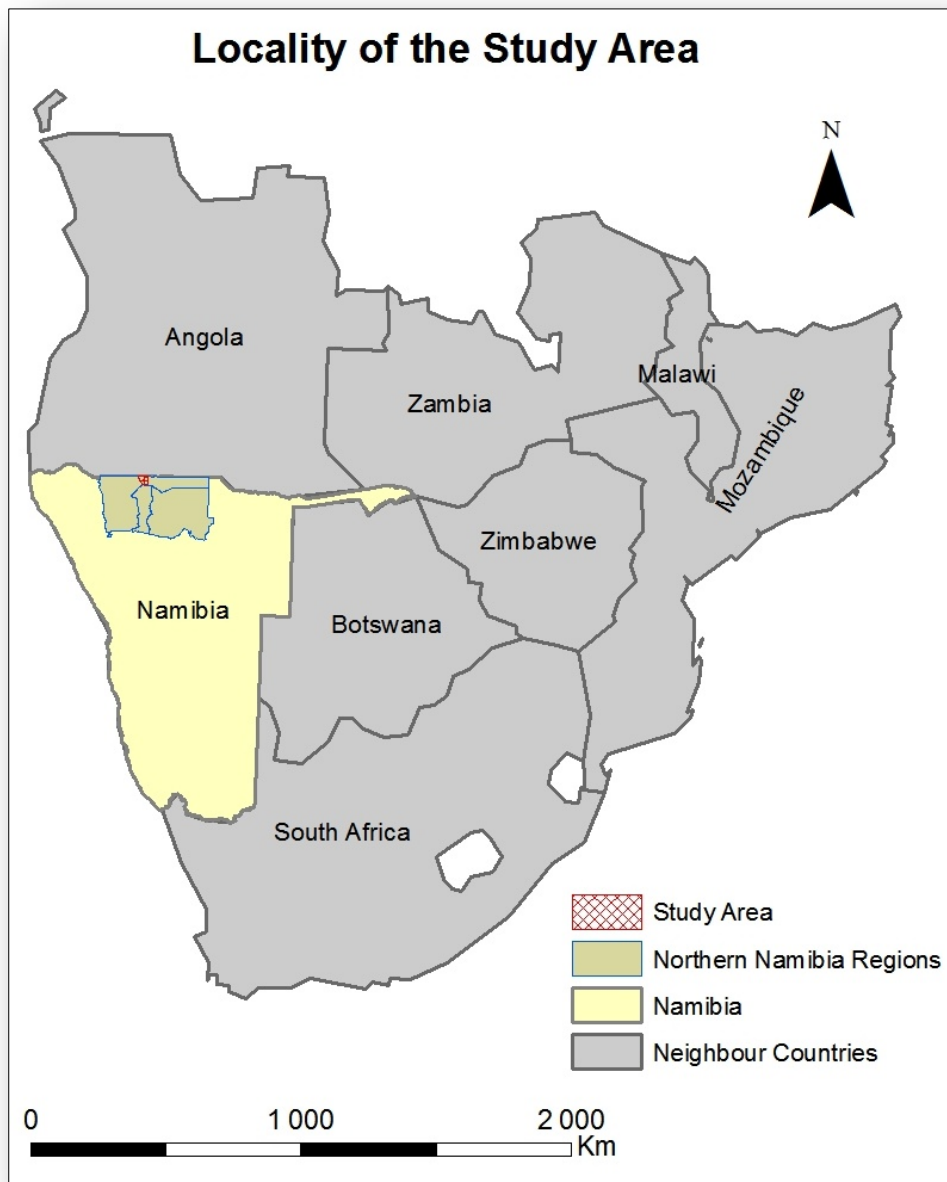 Locality of the Study Area
N
Angola
Zambia
Malawi
Mozambique
Zimbabwe
Namibia
Botswana
South Africa
Study Area
Northern Namibia Regions
Namibia
Neighbour Countries
0 1 000 2 000
Km